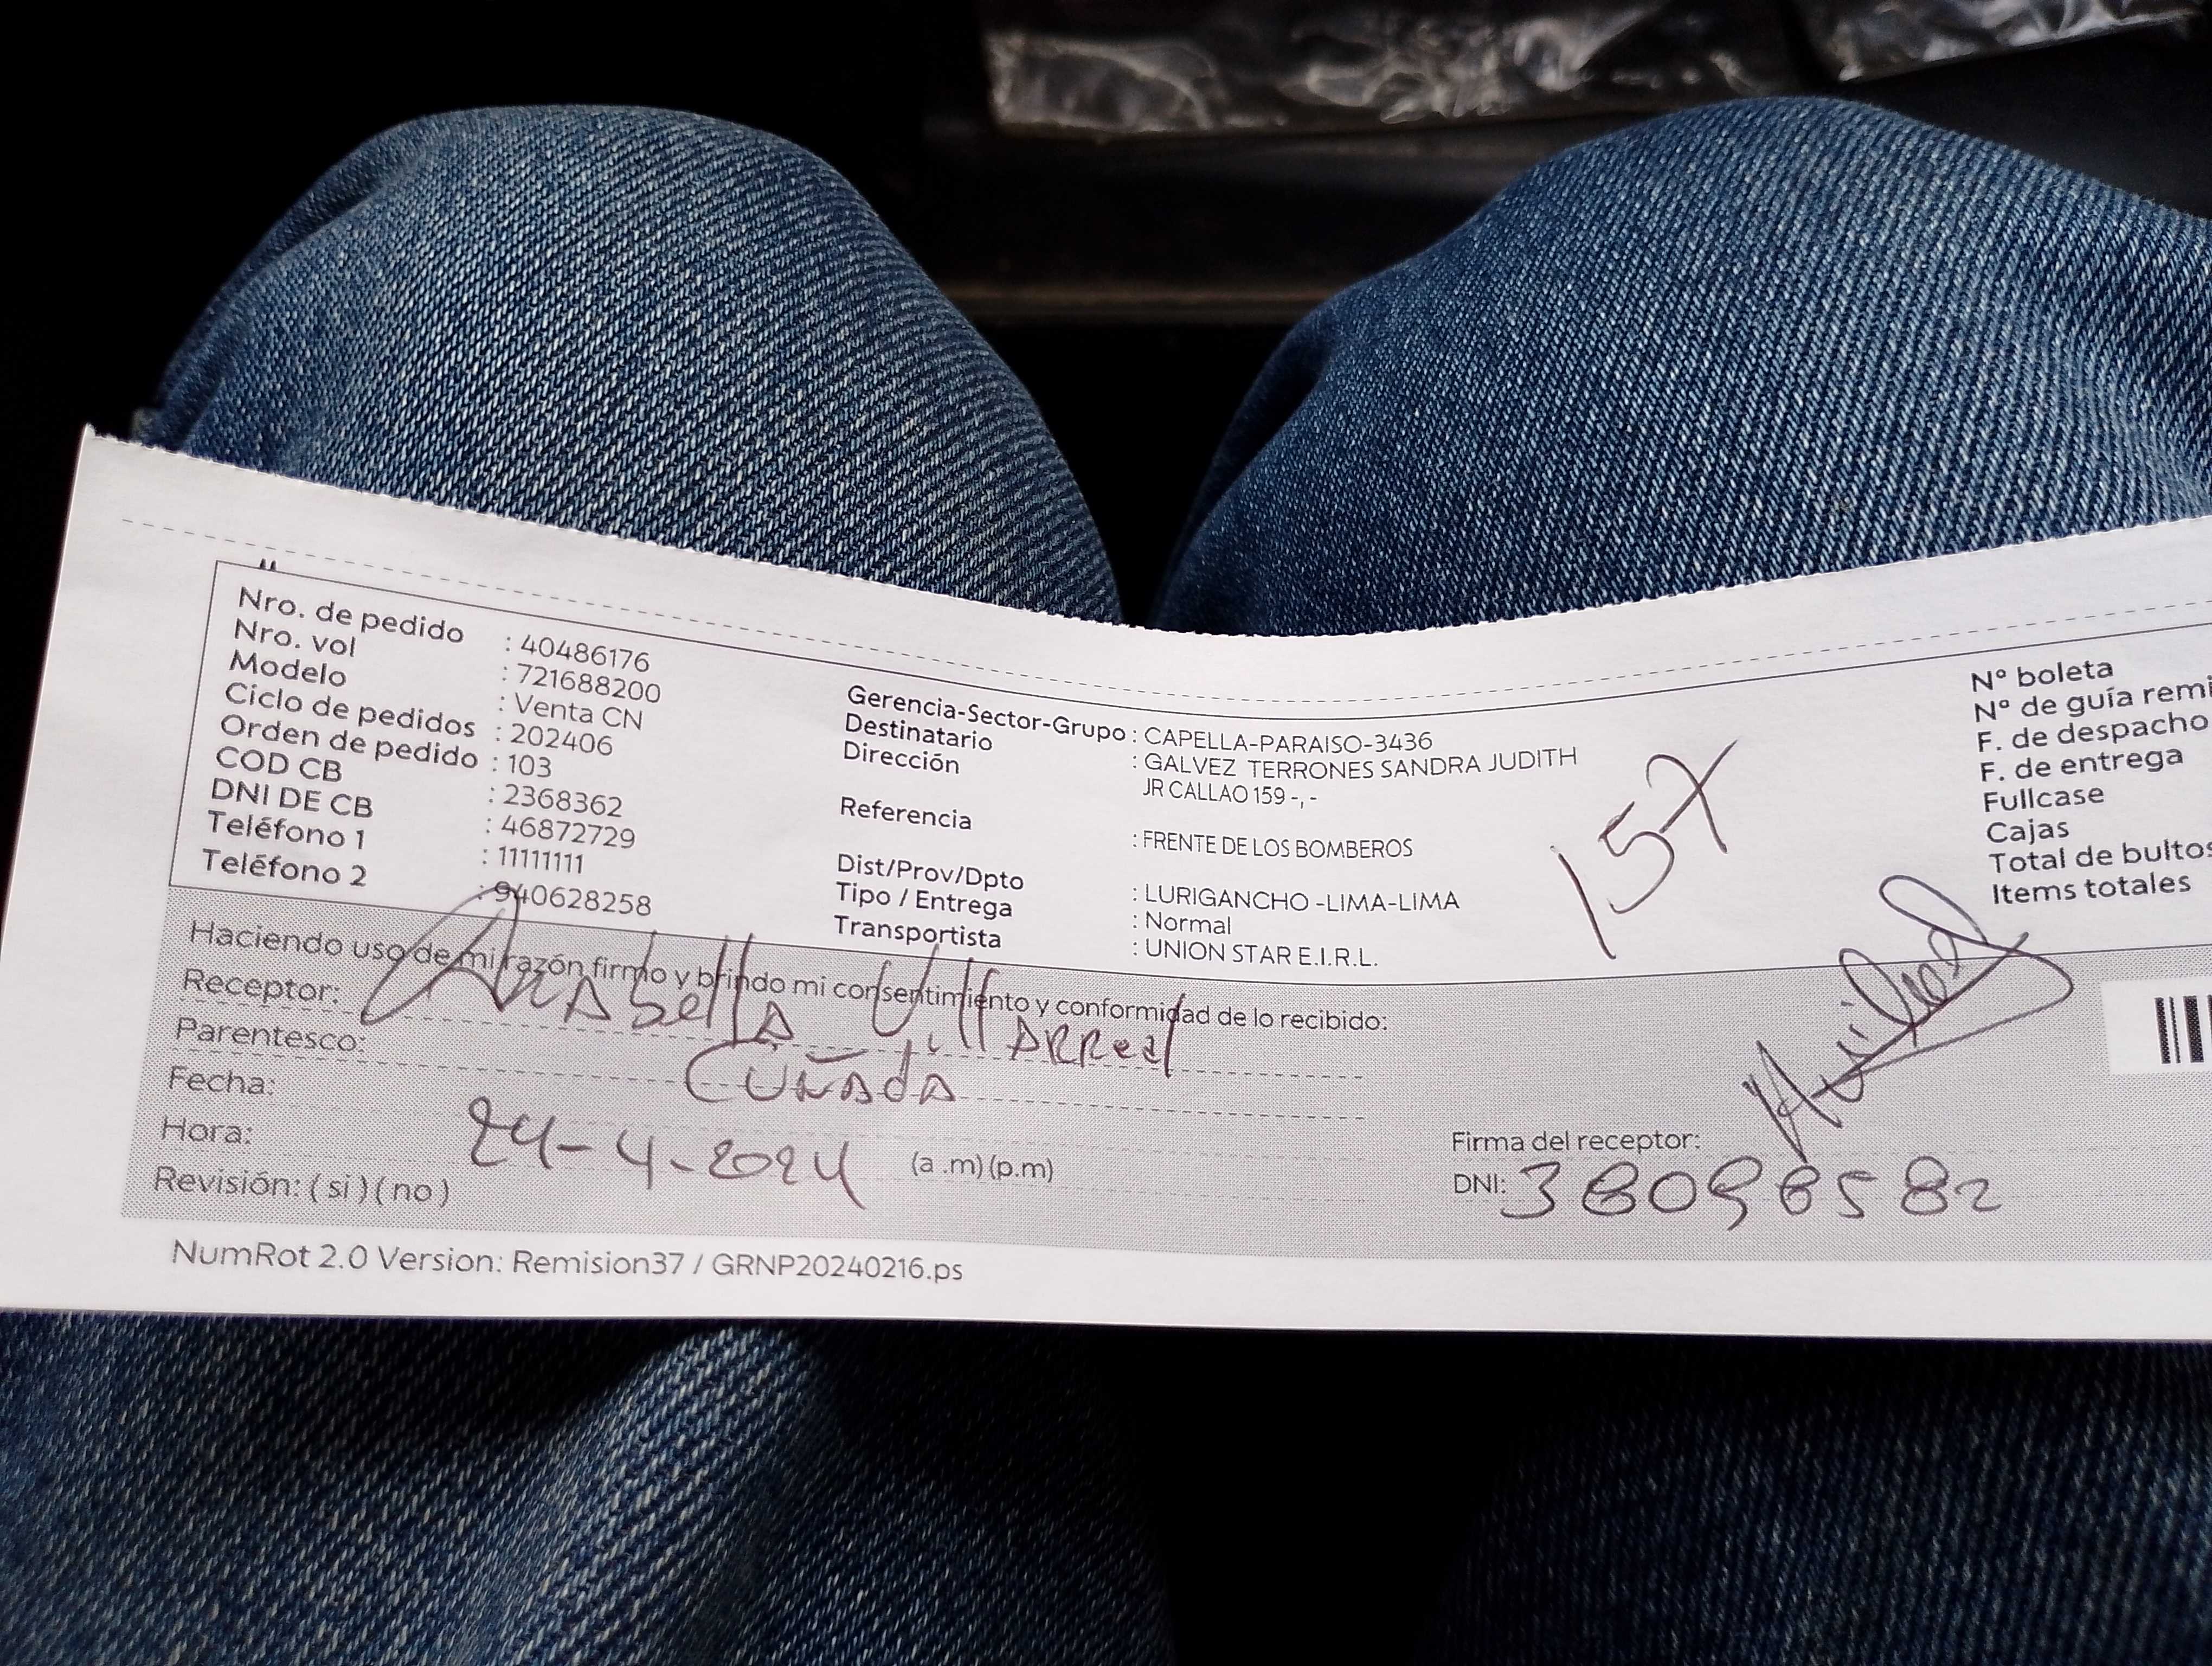 Nro. de pedido : 40486176
Nro. vol : 721688200
Modelo : Venta CN
Ciclo de pedidos : 202406
Orden de pedido : 103
COD CB : 2368362
DNI DE CB : 46872729
Teléfono 1 : 11111111
Teléfono 2 : 940628258
Gerencia-Sector-Grupo : CAPELLA-PARAISO-3436
Destinatario : GALVEZ TERRONES SANDRA JUDITH
Dirección JR CALLAO 159 -, -
Referencia : FRENTE DE LOS BOMBEROS
Dist/Prov/Dpto : LURIGANCHO -LIMA-LIMA
Tipo / Entrega : Normal
Transportista : UNION STAR E.I.R.L.
N° boleta
N° de guía remi
F. de despacho
F. de entrega
Fullcase
Cajas
Total de bultos
Items totales
Haciendo uso de mi razón firmo y brindo mi consentimiento y conformidad de lo recibido:
Receptor: Anabella Villarreal
Parentesco: Cuñada
Fecha: 24-4-2024
Hora: (a .m) (p.m)
Revisión: ( si ) ( no )
Firma del receptor:
DNI:
NumRot 2.0 Version: Remision37 / GRNP20240216.ps